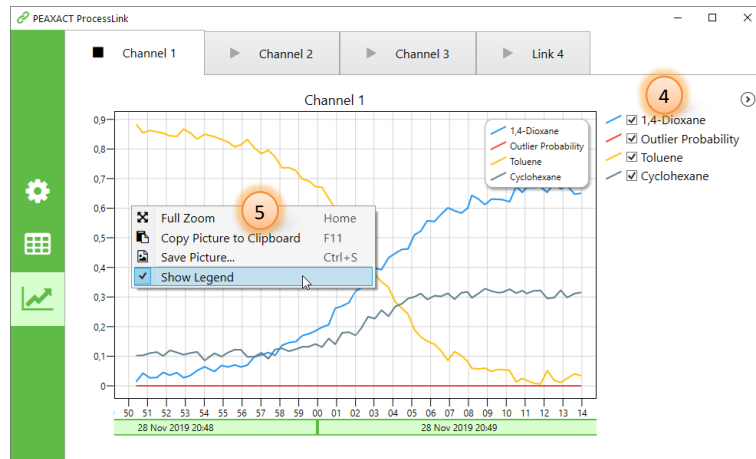 PEAXACT ProcessLink
Channel 1
Channel 2
Channel 3
Link 4
Channel 1
4
1,4-Dioxane
Outlier Probability
Toluene
Cyclohexane
1,4-Dioxane
Outlier Probability
Toluene
Cyclohexane
0,9
0,8
0,7
0,6
0,5
0,4
0,3
0,2
0,1
0
5
Full Zoom Home
Copy Picture to Clipboard F11
Save Picture... Ctrl+S
Show Legend
50 51 52 53 54 55 56 57 58 59 00 01 02 03 04 05 06 07 08 09 10 11 12 13 14
28 Nov 2019 20:48 28 Nov 2019 20:49